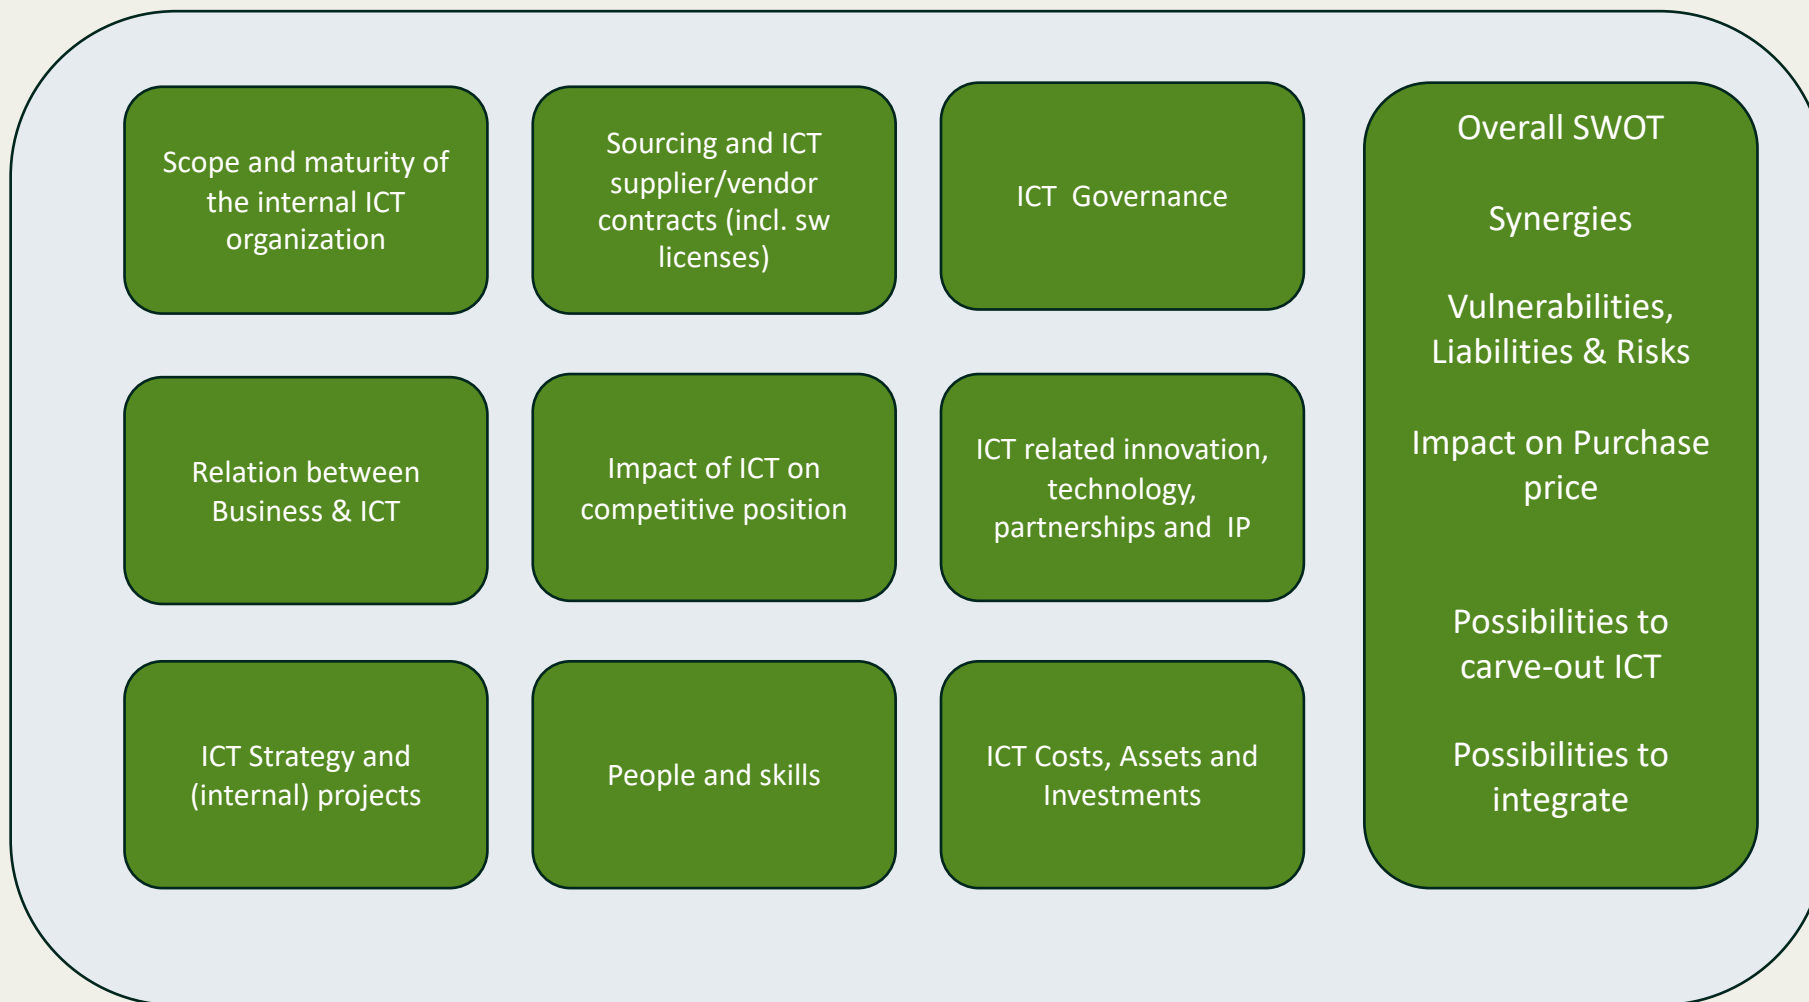 Scope and maturity of
the internal ICT
organization
Sourcing and ICT
supplier/vendor
contracts (incl. sw
licenses)
ICT  Governance
Relation between
Business & ICT
Impact of ICT on
competitive position
ICT related innovation,
technology,
partnerships and  IP
ICT Strategy and
(internal) projects
People and skills
ICT Costs, Assets and
Investments
Overall SWOT
Synergies
Vulnerabilities,
Liabilities & Risks
Impact on Purchase
price
Possibilities to
carve-out ICT
Possibilities to
integrate